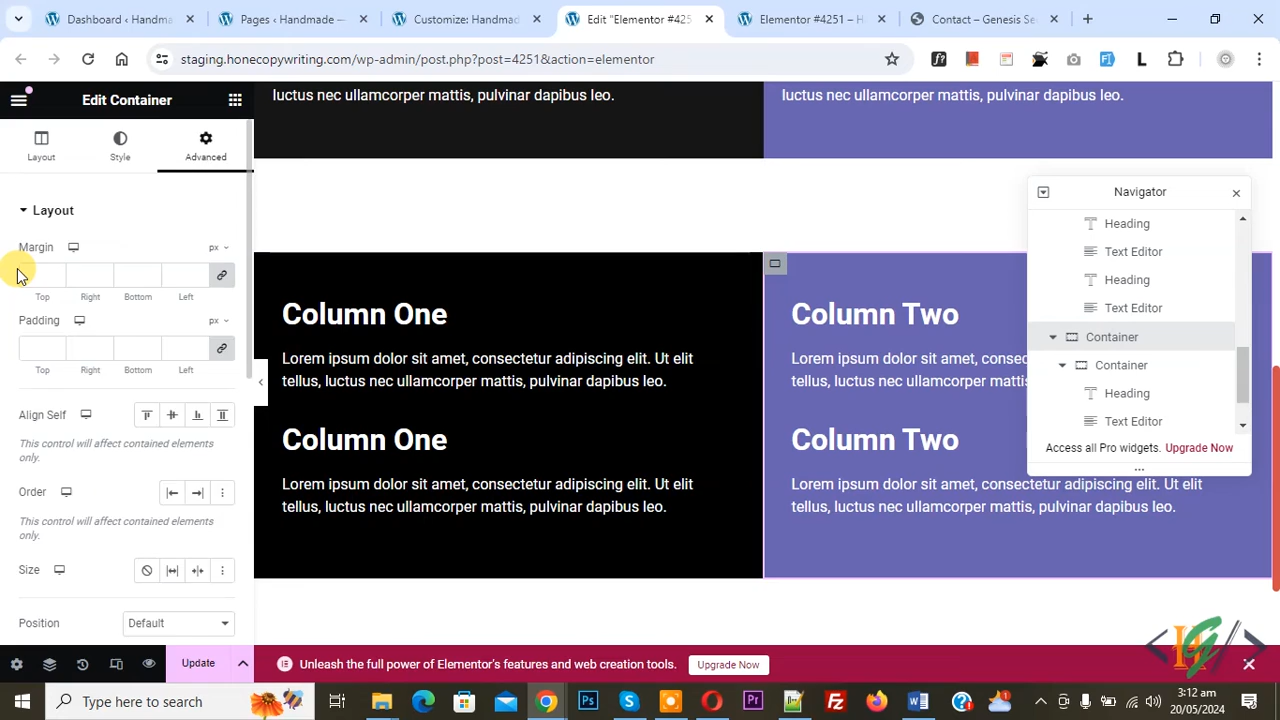 Dashboard ‹ Handma
Pages ‹ Handmade —
Customize: Handmad
Edit "Elementor #425
Elementor #4251 – H
Contact – Genesis Se
staging.homecopywriting.com/wp-admin/post.php?post=4251&action=elementor
Edit Container
Layout
Style
Advanced
Layout
Margin
px
Top
Right
Bottom
Left
Padding
px
Top
Right
Bottom
Left
Align Self
This control will affect contained elements
only.
Order
This control will affect contained elements
only.
Size
Position
Default
Update
luctus nec ullamcorper mattis, pulvinar dapibus leo.
luctus nec ullamcorper mattis, pulvinar dapibus leo.
Column One
Lorem ipsum dolor sit amet, consectetur adipiscing elit. Ut elit
tellus, luctus nec ullamcorper mattis, pulvinar dapibus leo.
Column One
Lorem ipsum dolor sit amet, consectetur adipiscing elit. Ut elit
tellus, luctus nec ullamcorper mattis, pulvinar dapibus leo.
Column Two
Lorem ipsum dolor sit amet, cons
tellus, luctus nec ullamcorper mat
Column Two
Lorem ipsum dolor sit amet, consectetur adipiscing elit. Ut elit
tellus, luctus nec ullamcorper mattis, pulvinar dapibus leo.
Navigator
Heading
Text Editor
Heading
Text Editor
Container
Container
Heading
Text Editor
Access all Pro widgets. Upgrade Now
Unleash the full power of Elementor's features and web creation tools.
Upgrade Now
Type here to search
3:12 am
20/05/2024